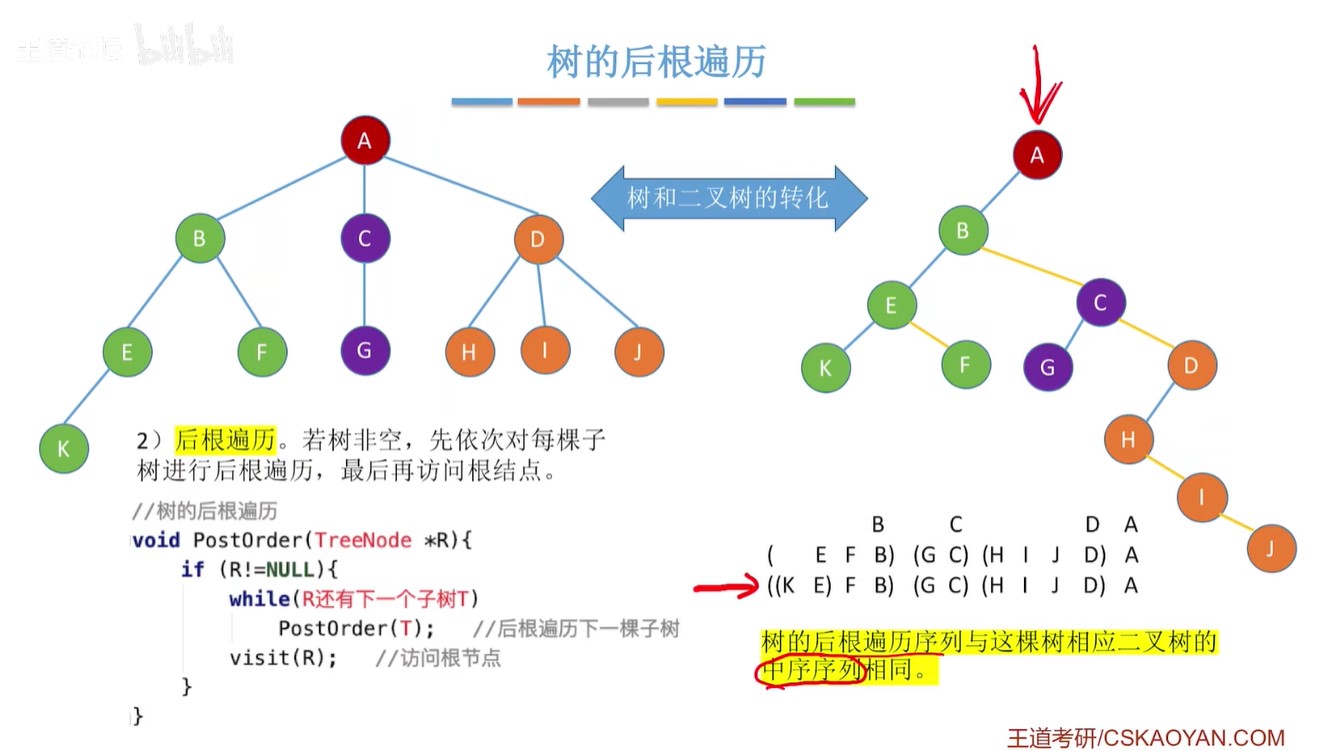 王道论坛 bilibili
树的后根遍历
A
B
C
D
E
F
G
H
I
J
K
树和二叉树的转化
A
B
E
C
K
F
G
D
H
I
J
2）后根遍历。若树非空，先依次对每棵子
树进行后根遍历，最后再访问根结点。
//树的后根遍历
void PostOrder(TreeNode *R){
if (R!=NULL){
while(R还有下一个子树T)
PostOrder(T); //后根遍历下一棵子树
visit(R); //访问根节点
}
}
B C D A
( E F B) (G C) (H I J D) A
((K E) F B) (G C) (H I J D) A
树的后根遍历序列与这棵树相应二叉树的
中序序列相同。
王道考研/CSKAOYAN.COM